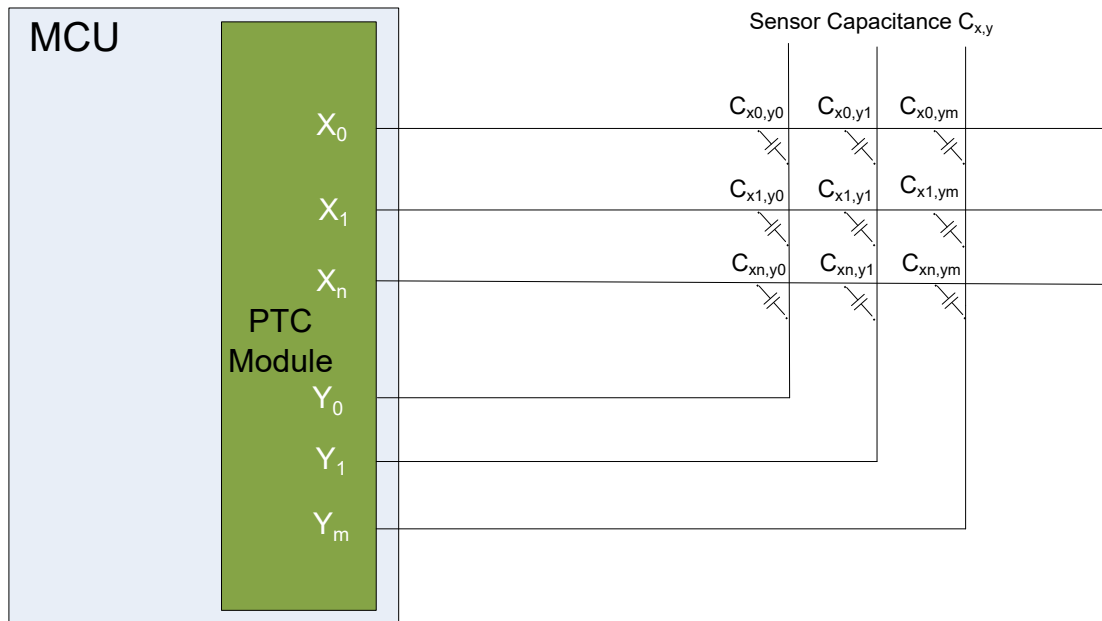 MCU
Sensor Capacitance Cx,y
X0
Cx0,y0 Cx0,y1 Cx0,ym
X1
Cx1,y0 Cx1,y1 Cx1,ym
Xn
Cxn,y0 Cxn,y1 Cxn,ym
PTC
Module
Y0
Y1
Ym